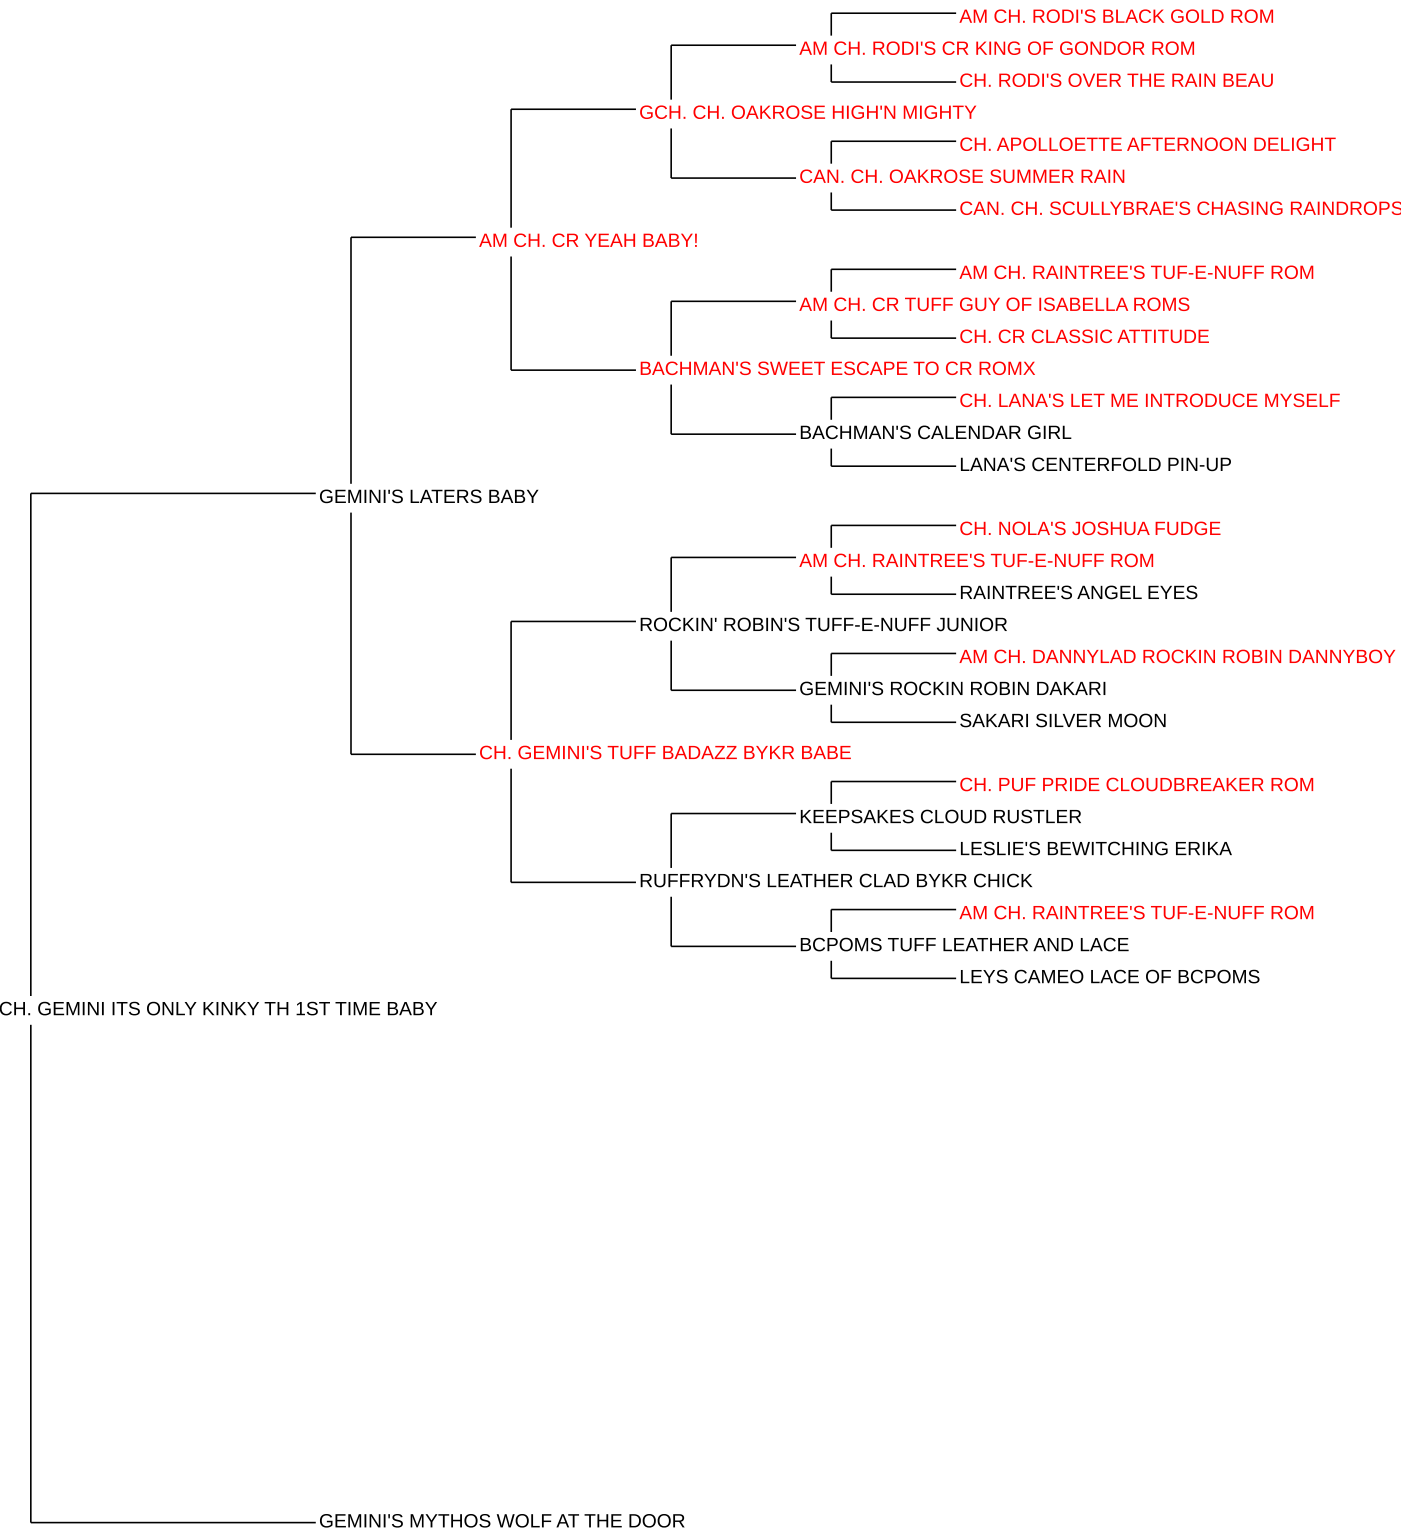 AM CH. RODI'S BLACK GOLD ROM
AM CH. RODI'S CR KING OF GONDOR ROM
CH. RODI'S OVER THE RAIN BEAU
GCH. CH. OAKROSE HIGH'N MIGHTY
CH. APOLLOETTE AFTERNOON DELIGHT
CAN. CH. OAKROSE SUMMER RAIN
CAN. CH. SCULLYBRAE'S CHASING RAINDROPS
AM CH. CR YEAH BABY!
AM CH. RAINTREE'S TUF-E-NUFF ROM
AM CH. CR TUFF GUY OF ISABELLA ROMS
CH. CR CLASSIC ATTITUDE
BACHMAN'S SWEET ESCAPE TO CR ROMX
CH. LANA'S LET ME INTRODUCE MYSELF
BACHMAN'S CALENDAR GIRL
LANA'S CENTERFOLD PIN-UP
GEMINI'S LATERS BABY
CH. NOLA'S JOSHUA FUDGE
AM CH. RAINTREE'S TUF-E-NUFF ROM
RAINTREE'S ANGEL EYES
ROCKIN' ROBIN'S TUFF-E-NUFF JUNIOR
AM CH. DANNYLAD ROCKIN ROBIN DANNYBOY
GEMINI'S ROCKIN ROBIN DAKARI
SAKARI SILVER MOON
CH. GEMINI'S TUFF BADAZZ BYKR BABE
CH. PUF PRIDE CLOUDBREAKER ROM
KEEPSAKES CLOUD RUSTLER
LESLIE'S BEWITCHING ERIKA
RUFFRYDN'S LEATHER CLAD BYKR CHICK
AM CH. RAINTREE'S TUF-E-NUFF ROM
BCPOMS TUFF LEATHER AND LACE
LEYS CAMEO LACE OF BCPOMS
CH. GEMINI ITS ONLY KINKY TH 1ST TIME BABY
GEMINI'S MYTHOS WOLF AT THE DOOR